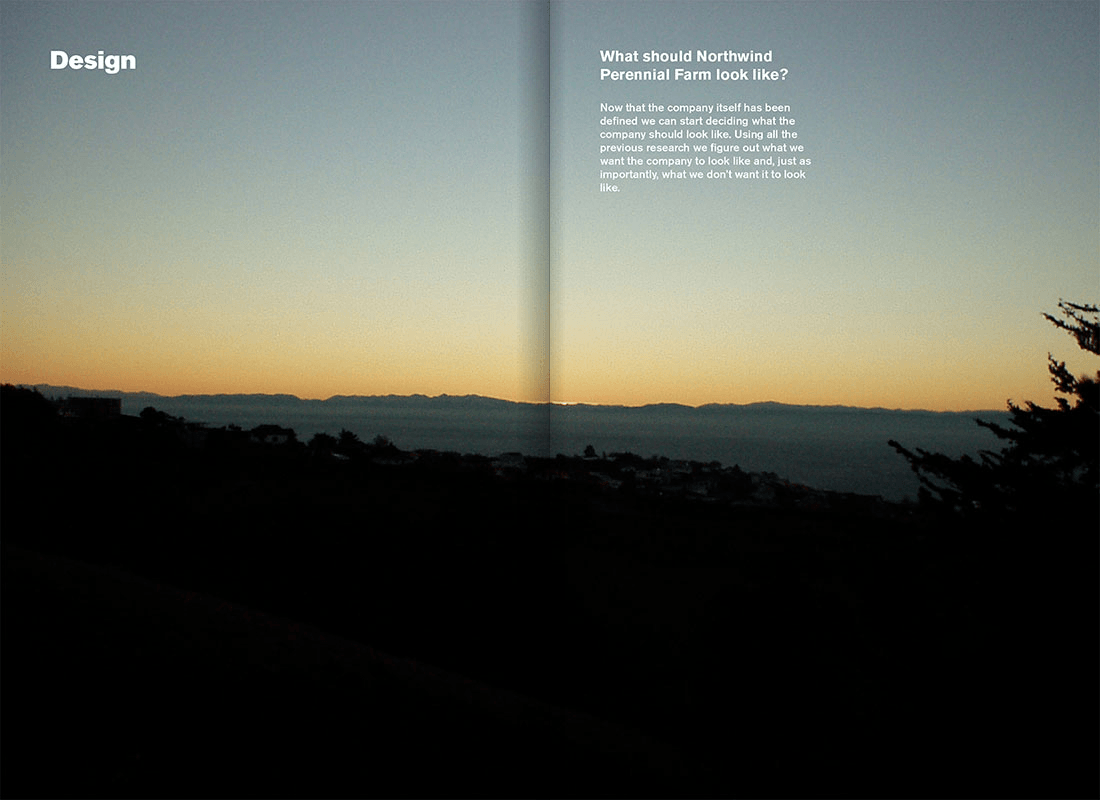 Design
What should Northwind
Perennial Farm look like?
Now that the company itself has been
defined we can start deciding what the
company should look like. Using all the
previous research we figure out what we
want the company to look like and, just as
importantly, what we don't want it to look
like.